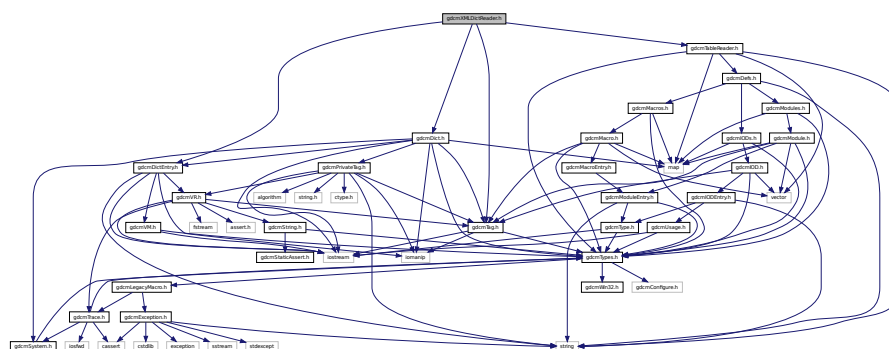 gdcmXMLDictReader.h
gdcmTableReader.h
gdcmDefs.h
gdcmMacros.h
gdcmModules.h
gdcmDict.h
gdcmMacro.h
gdcmIODs.h
gdcmModule.h
gdcmDictEntry.h
gdcmPrivateTag.h
gdcmMacroEntry.h
map
gdcmIOD.h
gdcmVR.h
algorithm
string.h
ctype.h
gdcmModuleEntry.h
gdcmIODEntry.h
vector
gdcmVM.h
fstream
assert.h
gdcmString.h
gdcmTag.h
gdcmType.h
gdcmUsage.h
gdcmStaticAssert.h
iostream
iomanip
gdcmTypes.h
gdcmLegacyMacro.h
gdcmWin32.h
gdcmConfigure.h
gdcmTrace.h
gdcmException.h
gdcmSystem.h
iosfwd
cassert
cstdlib
exception
sstream
stdexcept
string